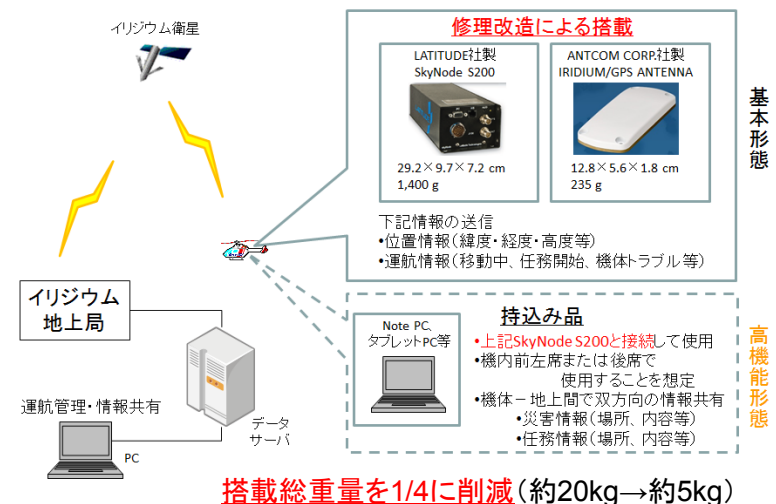 イリジウム衛星
修理改造による搭載
LATITUDE社製
SkyNode S200
29.2×9.7×7.2 cm
1,400 g
ANTCOM CORP.社製
IRIDIUM/GPS ANTENNA
12.8×5.6×1.8 cm
235 g
下記情報の送信
•位置情報(緯度・経度・高度等)
•運航情報(移動中、任務開始、機体トラブル等)
基本形態
イリジウム
地上局
データ
サーバ
運航管理・情報共有
PC
Note PC、
タブレットPC等
持込み品
•上記SkyNode S200と接続して使用
•機内前左席または後席で
使用することを想定
•機体－地上間で双方向の情報共有
•災害情報(場所、内容等)
•任務情報(場所、内容等)
高機能形態
搭載総重量を1/4に削減(約20kg→約5kg)